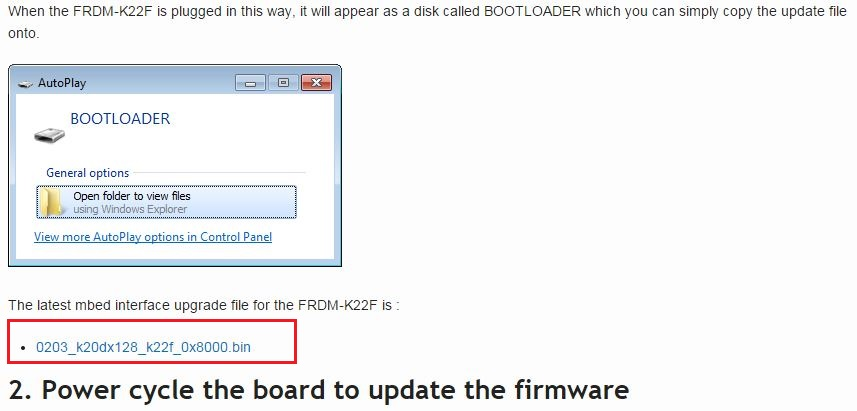 When the FRDM-K22F is plugged in this way, it will appear as a disk called BOOTLOADER which you can simply copy the update file
onto.
AutoPlay
BOOTLOADER
General options
Open folder to view files
using Windows Explorer
View more AutoPlay options in Control Panel
The latest mbed interface upgrade file for the FRDM-K22F is :
• 0203_k20dx128_k22f_0x8000.bin
2. Power cycle the board to update the firmware